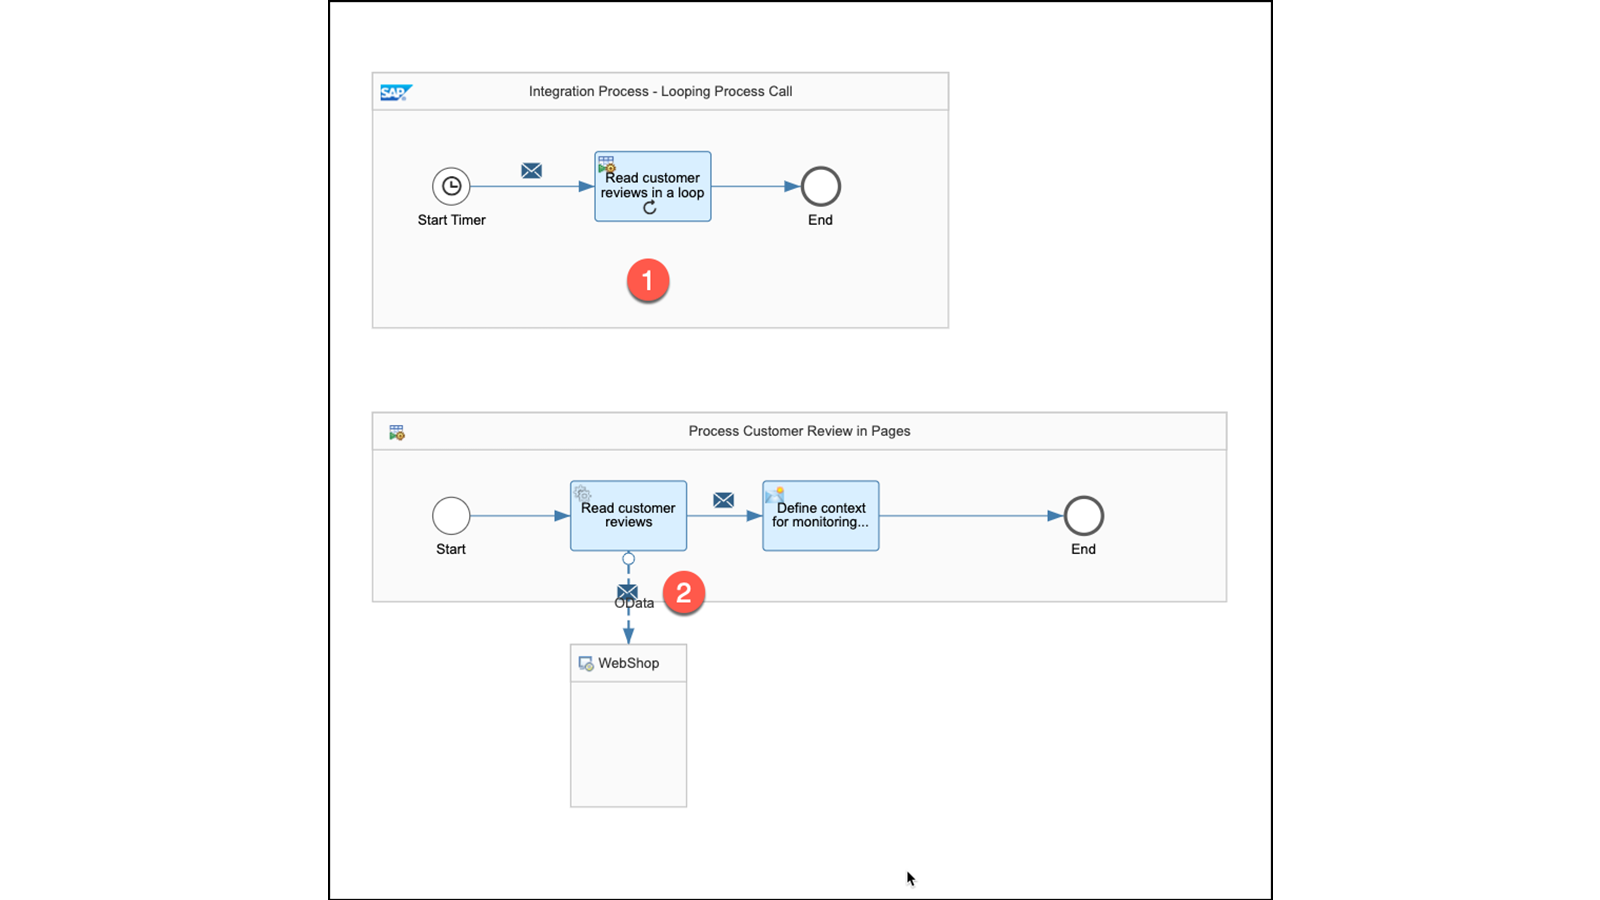 SAP
Integration Process - Looping Process Call
Read customer
reviews in a loop
Start Timer
End
1
Process Customer Review in Pages
Read customer
reviews
Define context
for monitoring...
Start
End
2
OData
WebShop